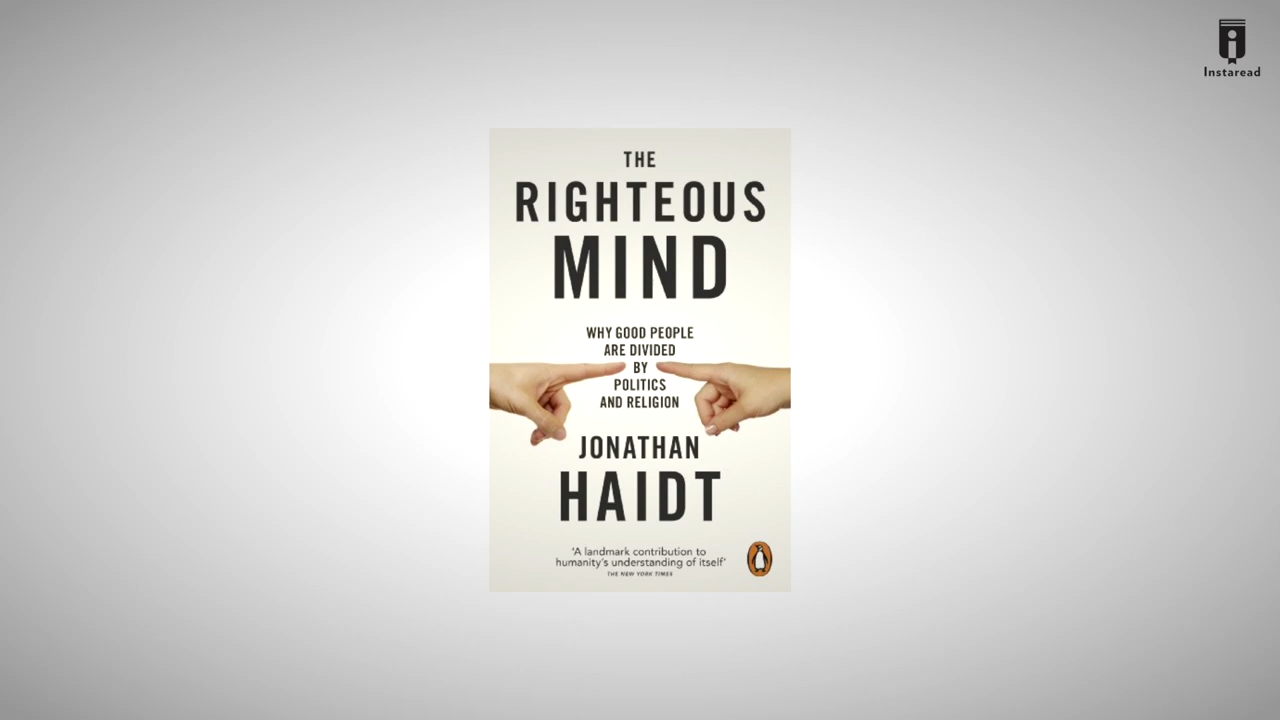 Instaread
THE
RIGHTEOUS
MIND
WHY GOOD PEOPLE
ARE DIVIDED
BY
POLITICS
AND RELIGION
JONATHAN
HAIDT
'A landmark contribution to
humanity's understanding of itself'
THE NEW YORK TIMES